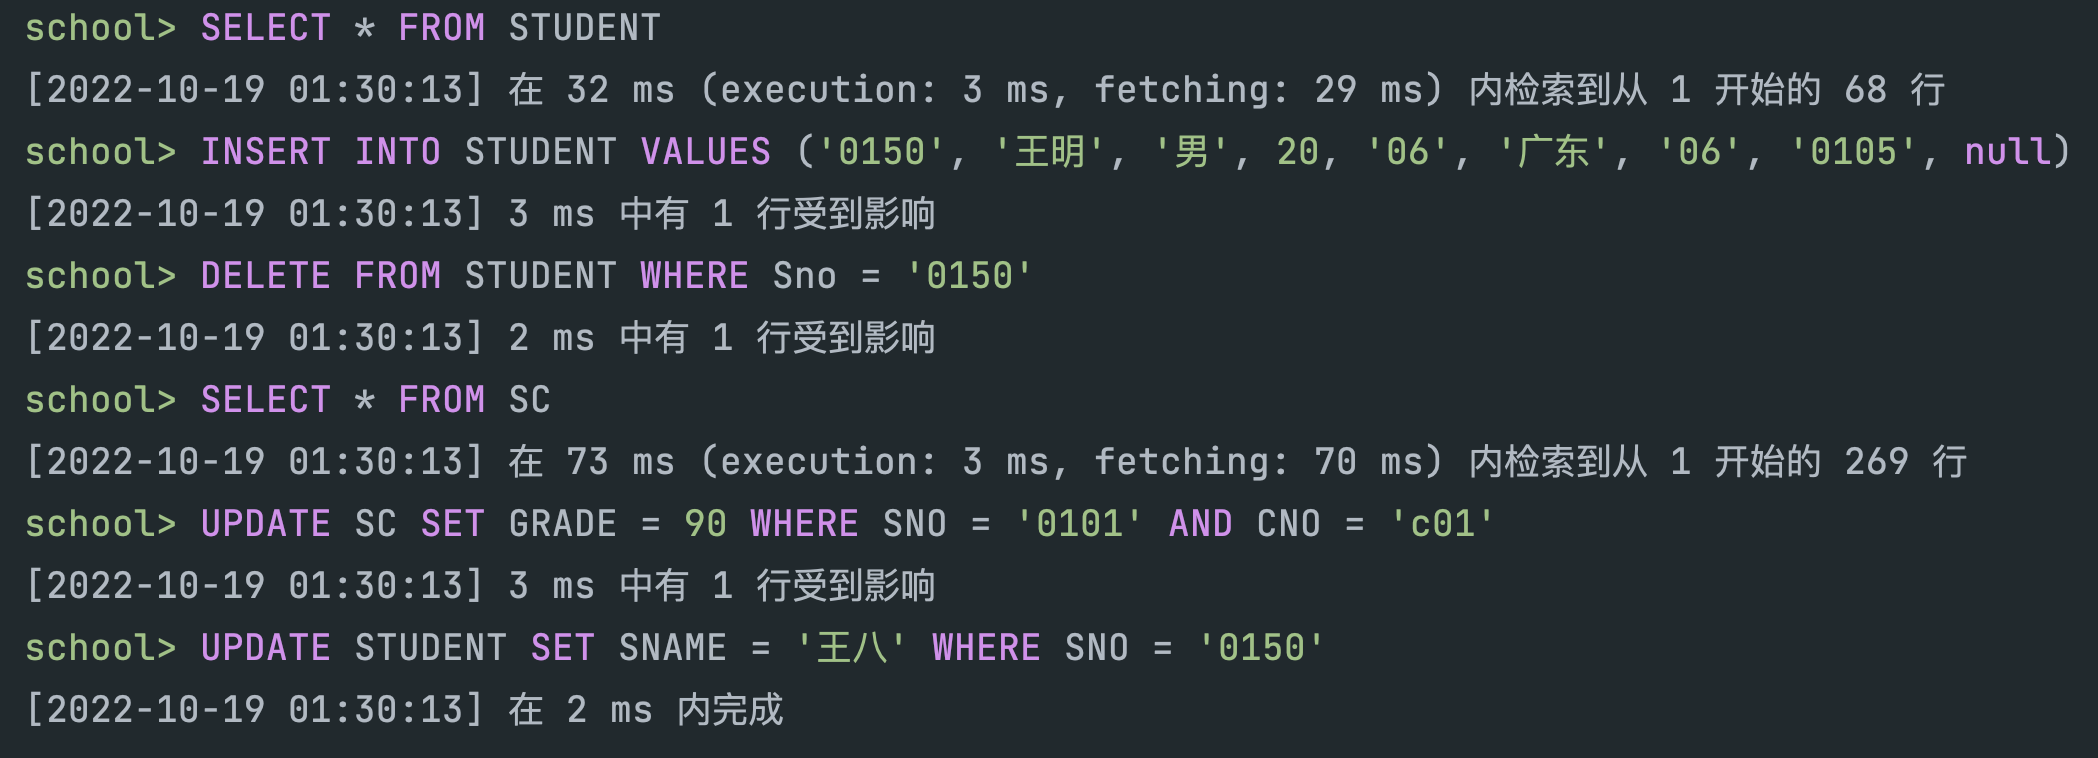 school> SELECT * FROM STUDENT
[2022-10-19 01:30:13] 在 32 ms (execution: 3 ms, fetching: 29 ms) 内检索到从 1 开始的 68 行
school> INSERT INTO STUDENT VALUES ('0150', '王明', '男', 20, '06', '广东', '06', '0105', null)
[2022-10-19 01:30:13] 3 ms 中有 1 行受到影响
school> DELETE FROM STUDENT WHERE Sno = '0150'
[2022-10-19 01:30:13] 2 ms 中有 1 行受到影响
school> SELECT * FROM SC
[2022-10-19 01:30:13] 在 73 ms (execution: 3 ms, fetching: 70 ms) 内检索到从 1 开始的 269 行
school> UPDATE SC SET GRADE = 90 WHERE SNO = '0101' AND CNO = 'c01'
[2022-10-19 01:30:13] 3 ms 中有 1 行受到影响
school> UPDATE STUDENT SET SNAME = '王八' WHERE SNO = '0150'
[2022-10-19 01:30:13] 在 2 ms 内完成